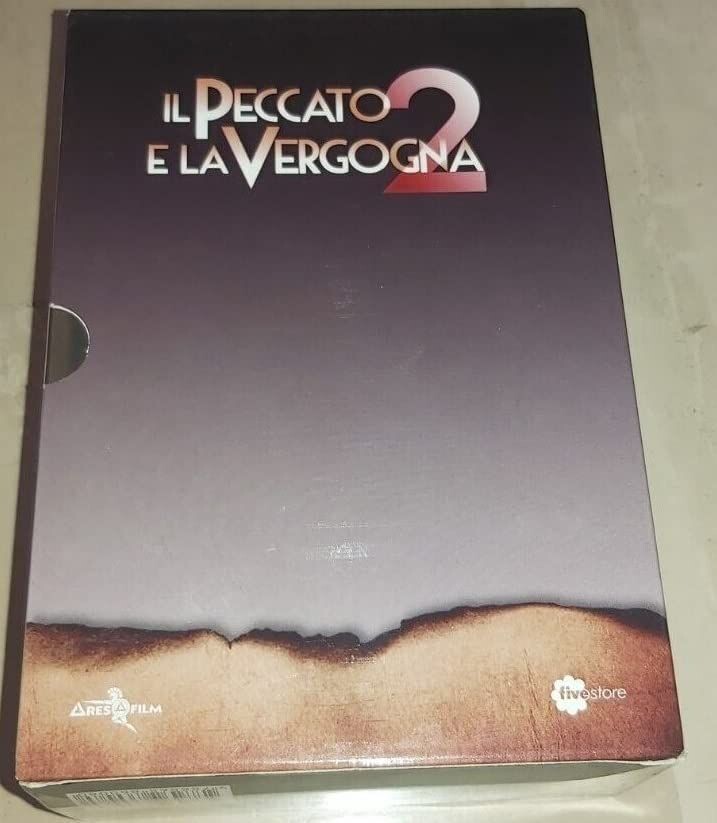 IL PECCATO 2
E LA VERGOGNA
ARES FILM
fivestore